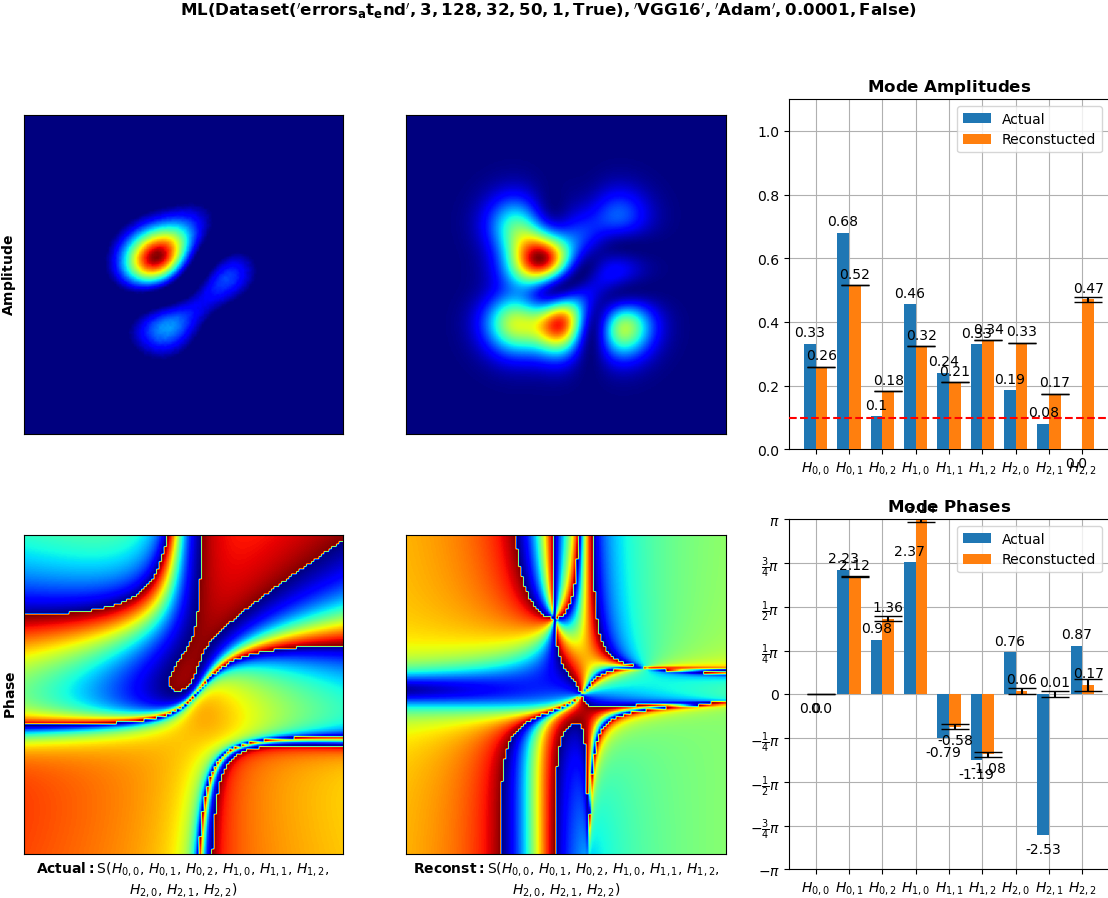 ML(Dataset('errors_at_end', 3, 128, 32, 50, 1, True), 'VGG16', 'Adam', 0.0001, False)
Amplitude
Mode Amplitudes
Actual
Reconstucted
1.0
0.8
0.6
0.4
0.2
0.0
0.33
0.26
0.68
0.52
0.1
0.18
0.46
0.32
0.24
0.21
0.33
0.34
0.19
0.33
0.08
0.17
0.0
0.47
H0,0 H0,1 H0,2 H1,0 H1,1 H1,2 H2,0 H2,1 H2,2
Phase
Actual: S(H0,0, H0,1, H0,2, H1,0, H1,1, H1,2,
H2,0, H2,1, H2,2)
Reconst: S(H0,0, H0,1, H0,2, H1,0, H1,1, H1,2,
H2,0, H2,1, H2,2)
Mode Phases
Actual
Reconstucted
π
3/4π
1/2π
1/4π
0
−1/4π
−1/2π
−3/4π
−π
0.0
0.0
2.23
2.12
0.98
1.36
2.37
-0.79
-0.58
-1.19
-1.08
0.76
0.06
-2.53
0.01
0.87
0.17
H0,0 H0,1 H0,2 H1,0 H1,1 H1,2 H2,0 H2,1 H2,2